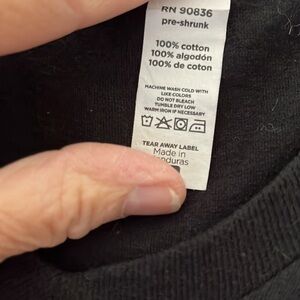 RN 90836
pre-shrunk
100% cotton
100% algodón
100% de coton
MACHINE WASH COLD WITH
LIKE COLORS
DO NOT BLEACH
TUMBLE DRY LOW
WARM IRON IF NECESSARY
TEAR AWAY LABEL
Made in
nduras